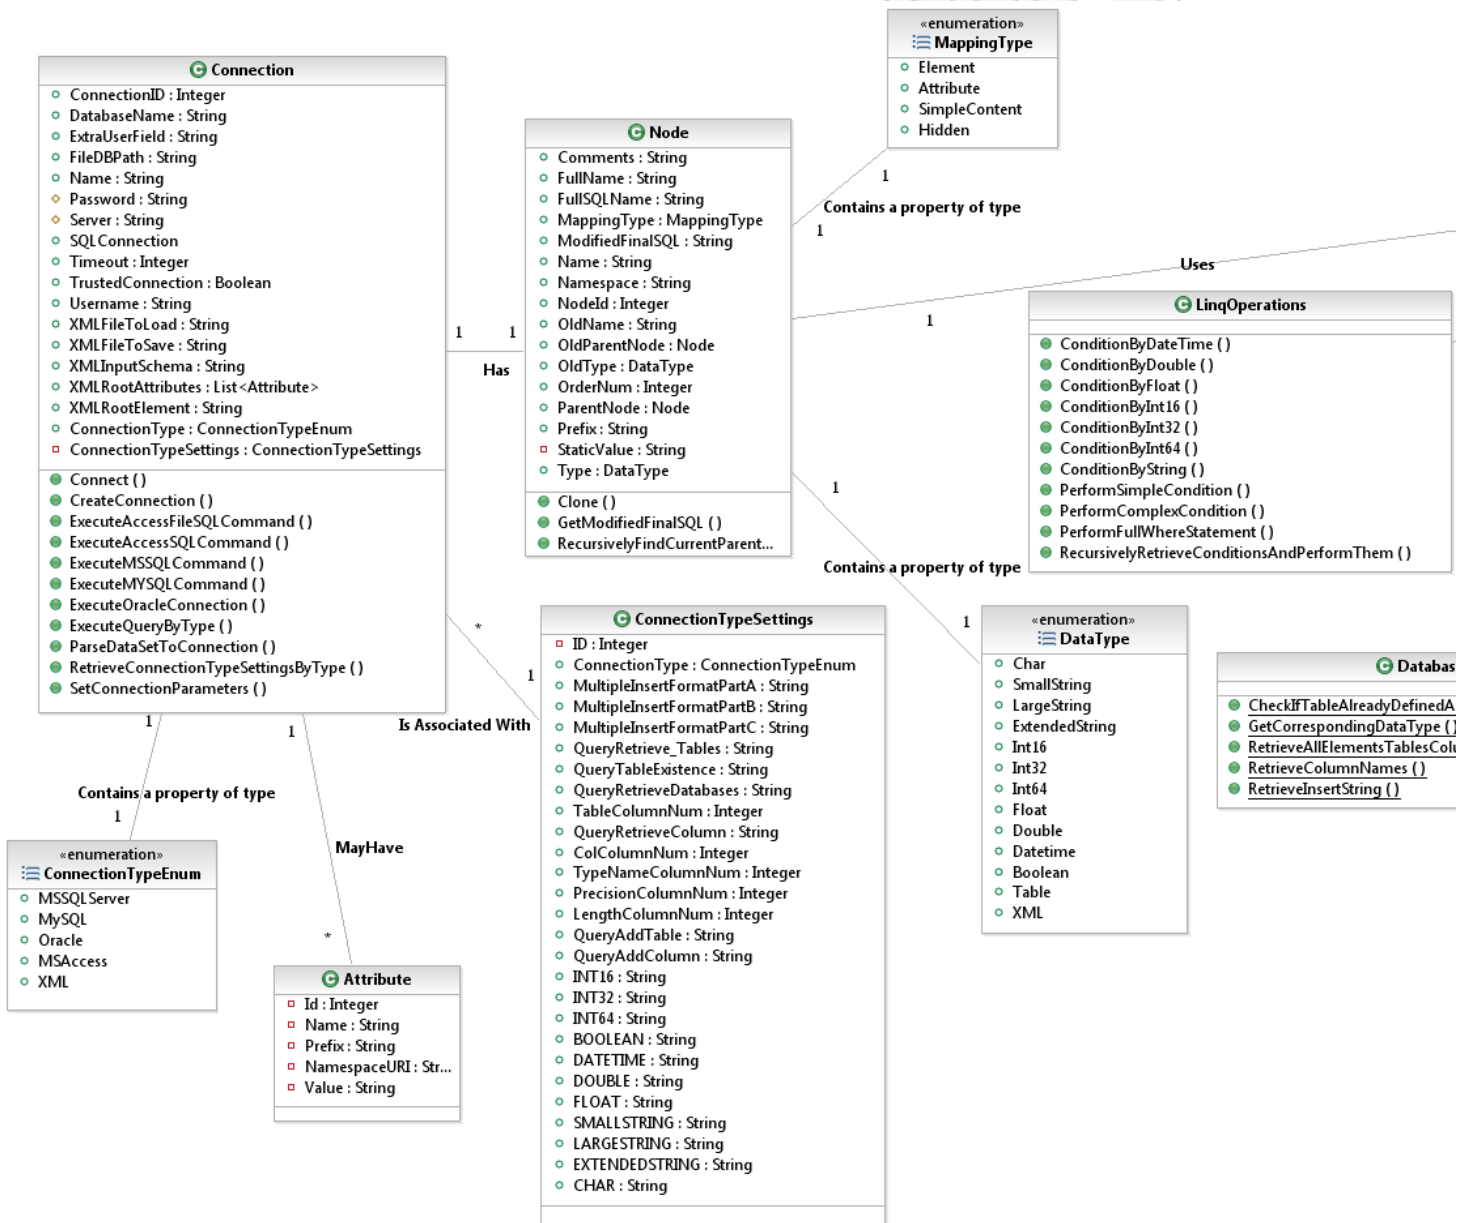 Connection
ConnectionID : Integer
DatabaseName : String
ExtraUserField : String
FileDBPath : String
Name : String
Password : String
Server : String
SQLConnection
Timeout : Integer
TrustedConnection : Boolean
Username : String
XMLFileToLoad : String
XMLFileToSave : String
XMLInputSchema : String
XMLRootAttributes : List<Attribute>
XMLRootElement : String
ConnectionType : ConnectionTypeEnum
ConnectionTypeSettings : ConnectionTypeSettings
Connect ( )
CreateConnection ( )
ExecuteAccessFileSQLCommand ( )
ExecuteAccessSQLCommand ( )
ExecuteMSSQLCommand ( )
ExecuteMYSQLCommand ( )
ExecuteOracleConnection ( )
ExecuteQueryByType ( )
ParseDataSetToConnection ( )
RetrieveConnectionTypeSettingsByType ( )
SetConnectionParameters ( )
1 1
Has
Node
Comments : String
FullName : String
FullSQLName : String
MappingType : MappingType
ModifiedFinalSQL : String
Name : String
Namespace : String
NodeId : Integer
OldName : String
OldParentNode : Node
OldType : DataType
OrderNum : Integer
ParentNode : Node
Prefix : String
StaticValue : String
Type : DataType
Clone ( )
GetModifiedFinalSQL ( )
RecursivelyFindCurrentParent...
«enumeration»
MappingType
Element
Attribute
SimpleContent
Hidden
1
Contains a property of type
1
Uses
1
LinqOperations
ConditionByDateTime ( )
ConditionByDouble ( )
ConditionByFloat ( )
ConditionByInt16 ( )
ConditionByInt32 ( )
ConditionByInt64 ( )
ConditionByString ( )
PerformSimpleCondition ( )
PerformComplexCondition ( )
PerformFullWhereStatement ( )
RecursivelyRetrieveConditionsAndPerformThem ( )
1
Contains a property of type
1
«enumeration»
DataType
Char
SmallString
LargeString
ExtendedString
Int16
Int32
Int64
Float
Double
Datetime
Boolean
Table
XML
Databas
CheckIfTableAlreadyDefinedA
GetCorrespondingDataType ( )
RetrieveAllElementsTablesColu
RetrieveColumnNames ( )
RetrieveInsertString ( )
*
1
Is Associated With
ConnectionTypeSettings
ID : Integer
ConnectionType : ConnectionTypeEnum
MultipleInsertFormatPartA : String
MultipleInsertFormatPartB : String
MultipleInsertFormatPartC : String
QueryRetrieve_Tables : String
QueryTableExistence : String
QueryRetrieveDatabases : String
TableColumnNum : Integer
QueryRetrieveColumn : String
ColColumnNum : Integer
TypeNameColumnNum : Integer
PrecisionColumnNum : Integer
LengthColumnNum : Integer
QueryAddTable : String
QueryAddColumn : String
INT16 : String
INT32 : String
INT64 : String
BOOLEAN : String
DATETIME : String
DOUBLE : String
FLOAT : String
SMALLSTRING : String
LARGESTRING : String
EXTENDEDSTRING : String
CHAR : String
1
Contains a property of type
1
«enumeration»
ConnectionTypeEnum
MSSQLServer
MySQL
Oracle
MSAccess
XML
1
MayHave
*
Attribute
Id : Integer
Name : String
Prefix : String
NamespaceURI : Str...
Value : String